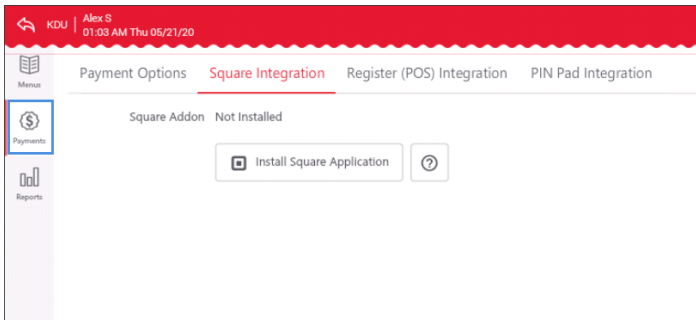 KDU
Alex S
01:03 AM Thu 05/21/20
Menus
Payments
Reports
Payment Options Square Integration Register (POS) Integration PIN Pad Integration
Square Addon Not Installed
Install Square Application